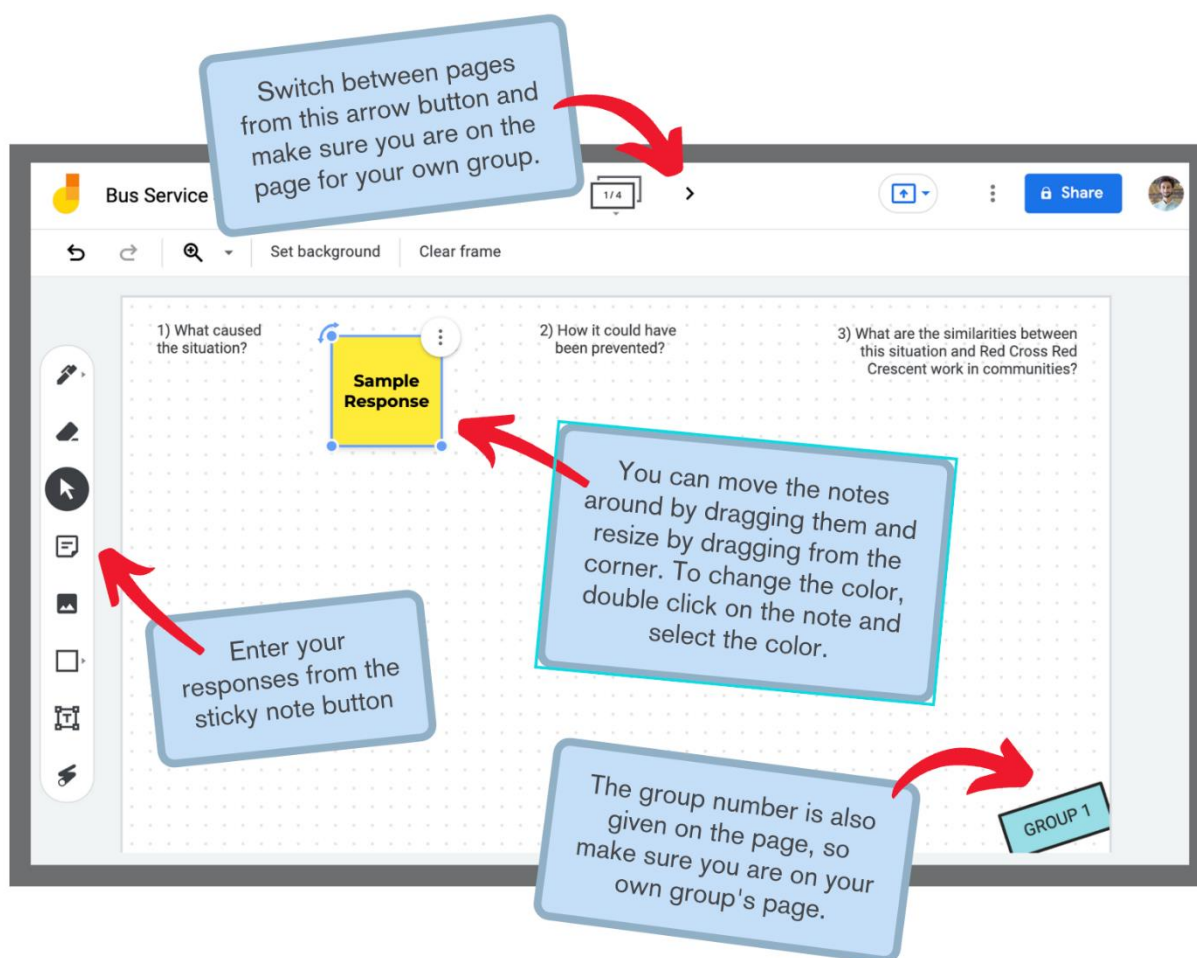 Switch between pages
from this arrow button and
make sure you are on the
page for your own group.
Bus Service
1/4
Share
Set background
Clear frame
1) What caused
the situation?
Sample
Response
2) How it could have
been prevented?
3) What are the similarities between
this situation and Red Cross Red
Crescent work in communities?
You can move the notes
around by dragging them and
resize by dragging from the
corner. To change the color,
double click on the note and
select the color.
Enter your
responses from the
sticky note button
The group number is also
given on the page, so
make sure you are on your
own group's page.
GROUP 1